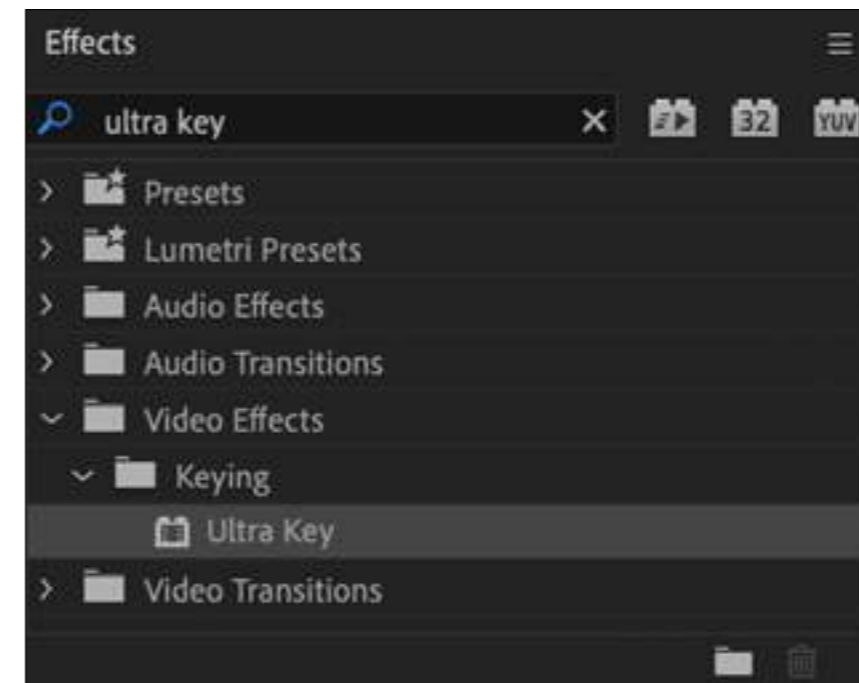 Effects
ultra key
32
YUV
Presets
Lumetri Presets
Audio Effects
Audio Transitions
Video Effects
Keying
Ultra Key
Video Transitions